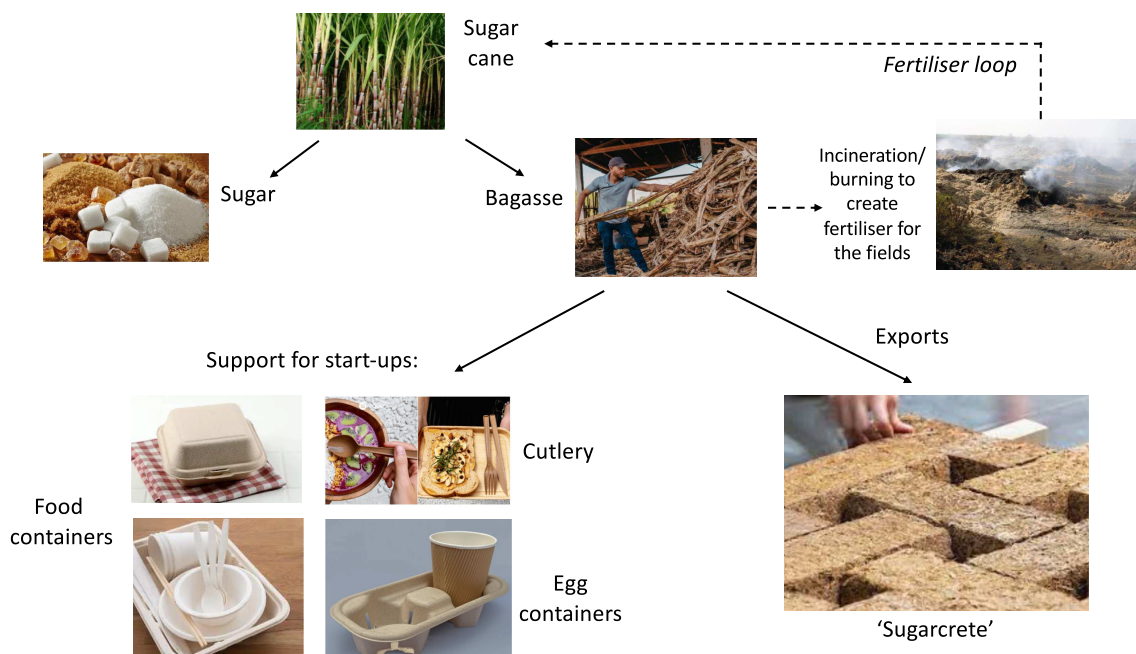 Sugar
cane
Fertiliser loop
Sugar
Bagasse
Incineration/
burning to
create
fertiliser for
the fields
Support for start-ups:
Exports
Cutlery
Food
containers
Egg
containers
‘Sugarcrete’